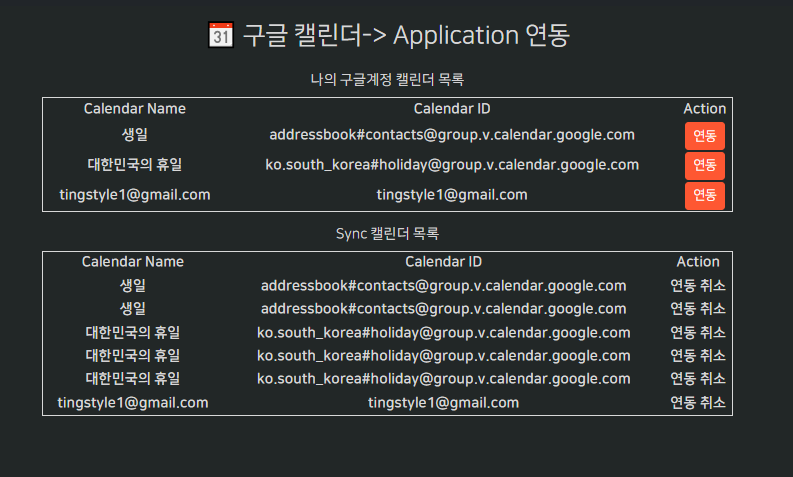 📅 구글 캘린더-> Application 연동
나의 구글계정 캘린더 목록
Calendar Name Calendar ID Action
생일 addressbook#contacts@group.v.calendar.google.com 연동
대한민국의 휴일 ko.south_korea#holiday@group.v.calendar.google.com 연동
tingstyle1@gmail.com tingstyle1@gmail.com 연동
Sync 캘린더 목록
Calendar Name Calendar ID Action
생일 addressbook#contacts@group.v.calendar.google.com 연동 취소
생일 addressbook#contacts@group.v.calendar.google.com 연동 취소
대한민국의 휴일 ko.south_korea#holiday@group.v.calendar.google.com 연동 취소
대한민국의 휴일 ko.south_korea#holiday@group.v.calendar.google.com 연동 취소
대한민국의 휴일 ko.south_korea#holiday@group.v.calendar.google.com 연동 취소
tingstyle1@gmail.com tingstyle1@gmail.com 연동 취소